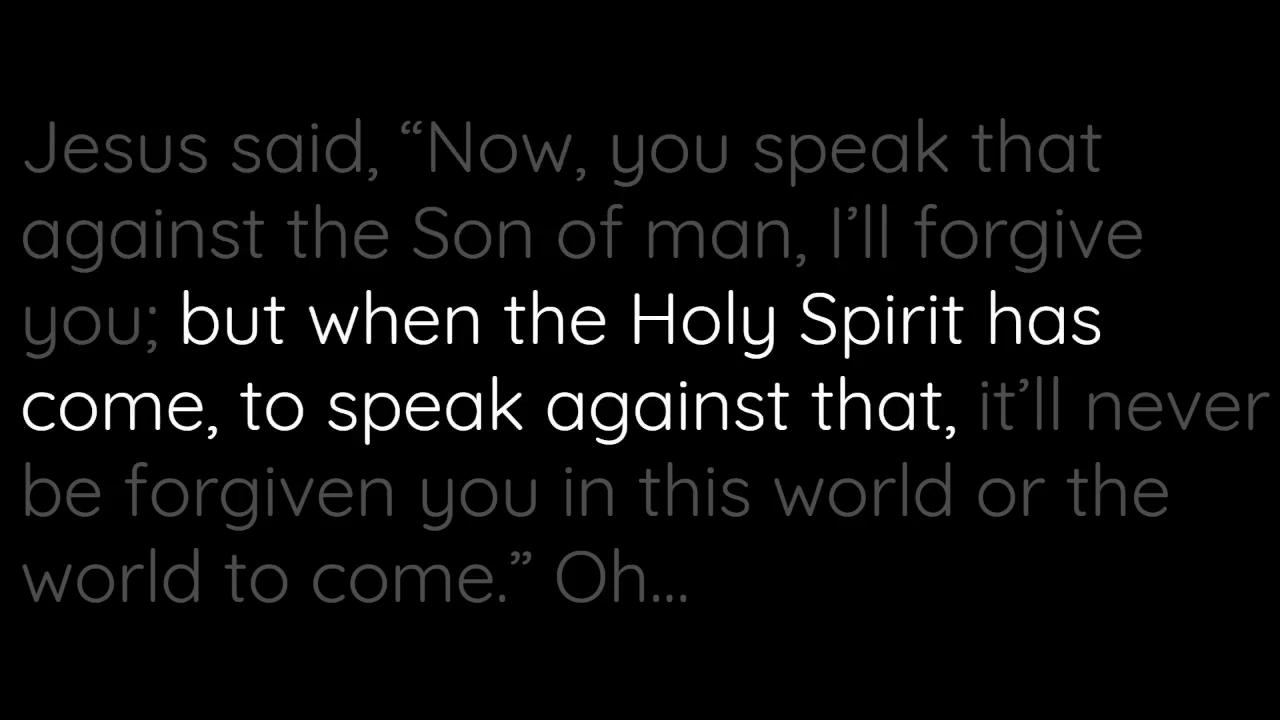 Jesus said, “Now, you speak that
against the Son of man, I’ll forgive
you; but when the Holy Spirit has
come, to speak against that, it’ll never
be forgiven you in this world or the
world to come.” Oh...